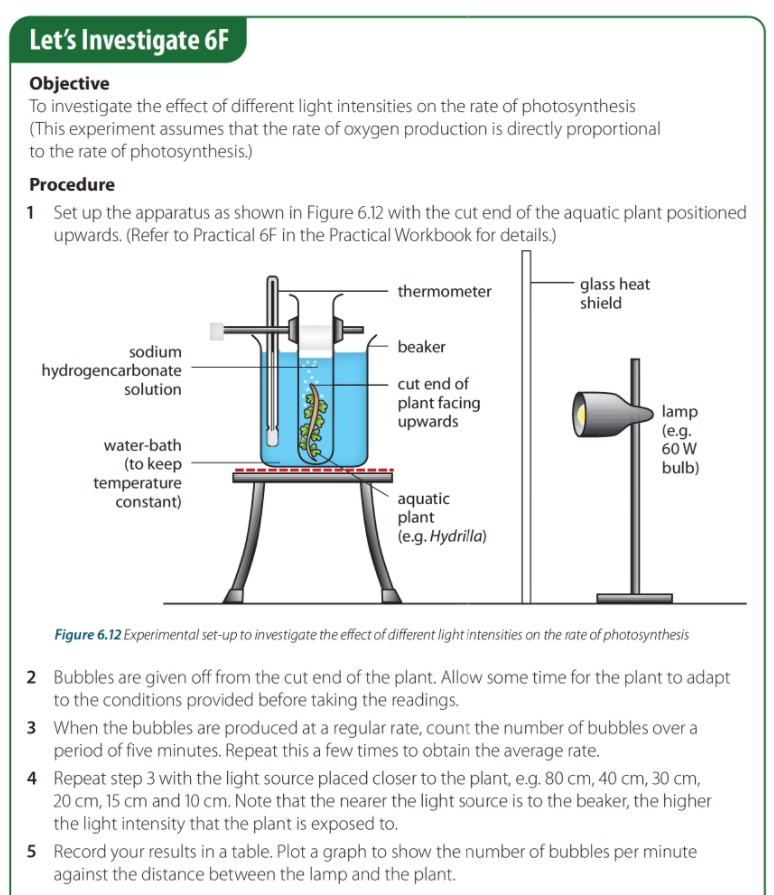 Let's Investigate 6F
Objective
To investigate the effect of different light intensities on the rate of photosynthesis
(This experiment assumes that the rate of oxygen production is directly proportional
to the rate of photosynthesis.)
Procedure
1 Set up the apparatus as shown in Figure 6.12 with the cut end of the aquatic plant positioned
upwards. (Refer to Practical 6F in the Practical Workbook for details.)
thermometer
glass heat
shield
sodium
hydrogencarbonate
solution
beaker
cut end of
plant facing
upwards
lamp
(e.g.
60 W
bulb)
water-bath
(to keep
temperature
constant)
aquatic
plant
(e.g. Hydrilla)
Figure 6.12 Experimental set-up to investigate the effect of different light intensities on the rate of photosynthesis
2 Bubbles are given off from the cut end of the plant. Allow some time for the plant to adapt
to the conditions provided before taking the readings.
3 When the bubbles are produced at a regular rate, count the number of bubbles over a
period of five minutes. Repeat this a few times to obtain the average rate.
4 Repeat step 3 with the light source placed closer to the plant, e.g. 80 cm, 40 cm, 30 cm,
20 cm, 15 cm and 10 cm. Note that the nearer the light source is to the beaker, the higher
the light intensity that the plant is exposed to.
5 Record your results in a table. Plot a graph to show the number of bubbles per minute
against the distance between the lamp and the plant.